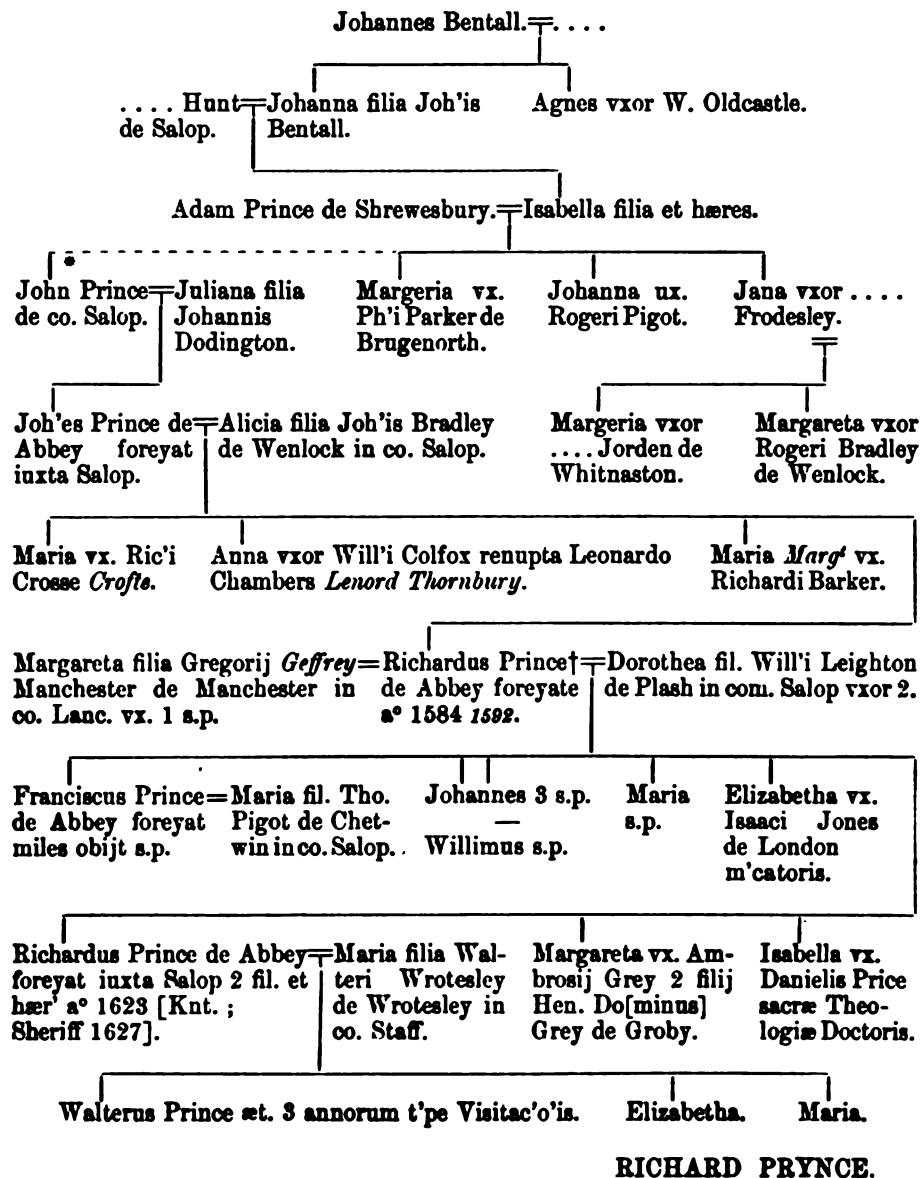 Johannes Bentall.=. . . .
. . . . Hunt=Johanna filia Joh'is
de Salop. Bentall.
Agnes vxor W. Oldcastle.
Adam Prince de Shrewesbury.=Isabella filia et hæres.
*
John Prince=Juliana filia
de co. Salop. Johannis
Dodington.
Margeria vx.
Ph'i Parker de
Brugenorth.
Johanna ux.
Rogeri Pigot.
Jana vxor . . . .
Frodesley.
=
Joh'es Prince de=Alicia filia Joh'is Bradley
Abbey foreyat de Wenlock in co. Salop.
iuxta Salop.
Margeria vxor
. . . . Jorden de
Whitnaston.
Margareta vxor
Rogeri Bradley
de Wenlock.
Maria vx. Ric'i
Crosse Crofte.
Anna vxor Will'i Colfox renupta Leonardo
Chambers Lenord Thornbury.
Maria Margt vx.
Richardi Barker.
Margareta filia Gregorij Geffrey=Richardus Prince†=Dorothea fil. Will'i Leighton
Manchester de Manchester in de Abbey foreyate de Plash in com. Salop vxor 2.
co. Lanc. vx. 1 s.p. aº 1584 1592.
Franciscus Prince=Maria fil. Tho.
de Abbey foreyat Pigot de Chet-
miles obijt s.p. win in co. Salop.
Johannes 3 s.p.
—
Willimus s.p.
Maria
s.p.
Elizabetha vx.
Isaaci Jones
de London
m'catoris.
Richardus Prince de Abbey=Maria filia Wal-
foreyat iuxta Salop 2 fil. et teri Wrotesley
hær' aº 1623 [Knt. ; de Wrotesley in
Sheriff 1627]. co. Staff.
Margareta vx. Am-
brosij Grey 2 filij
Hen. Do[minus]
Grey de Groby.
Isabella vx.
Danielis Price
sacræ Theo-
logiæ Doctoris.
Walterus Prince æt. 3 annorum t'pe Visitac'o'is.
Elizabetha.
Maria.
RICHARD PRYNCE.